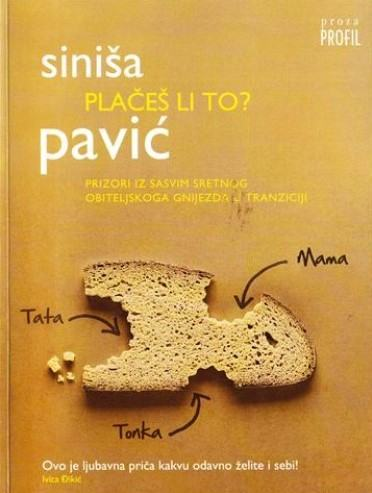 proza
PROFIL
siniša
PLAČEŠ LI TO?
pavić
PRIZORI IZ SASVIM SRETNOG
OBITELJSKOGA GNIJEZDA U TRANZICIJI
Mama
Tata
Tonka
Ovo je ljubavna priča kakvu odavno želite i sebi!
Ivica Đikić